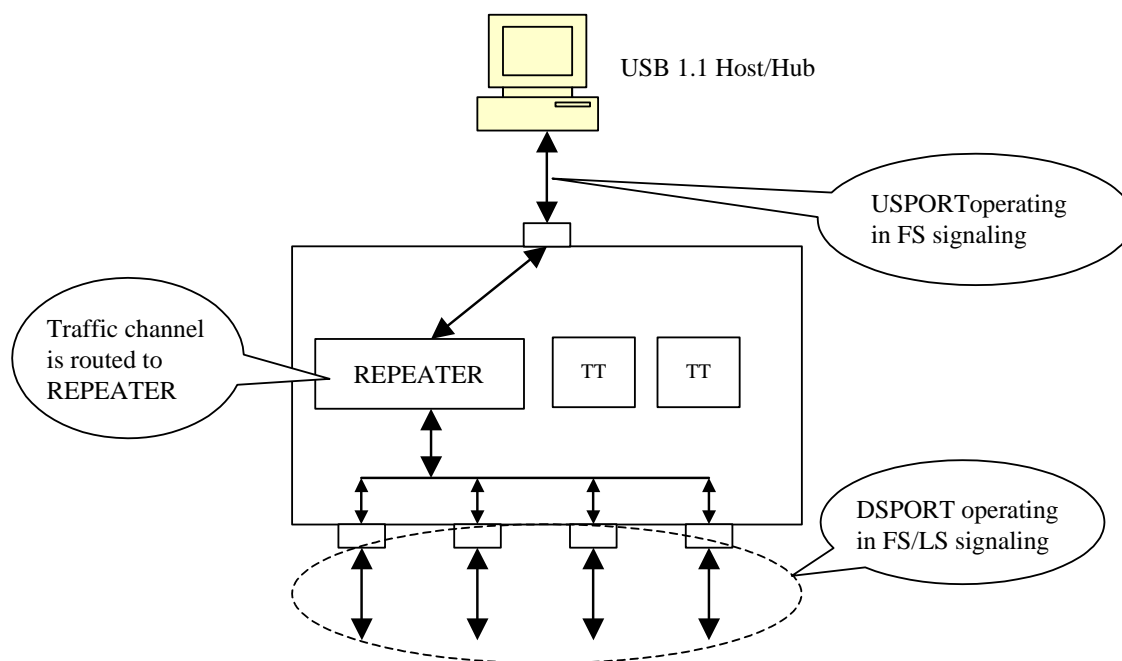 USB 1.1 Host/Hub
USPORToperating
in FS signaling
Traffic channel
is routed to
REPEATER
REPEATER
TT
TT
DSPORT operating
in FS/LS signaling